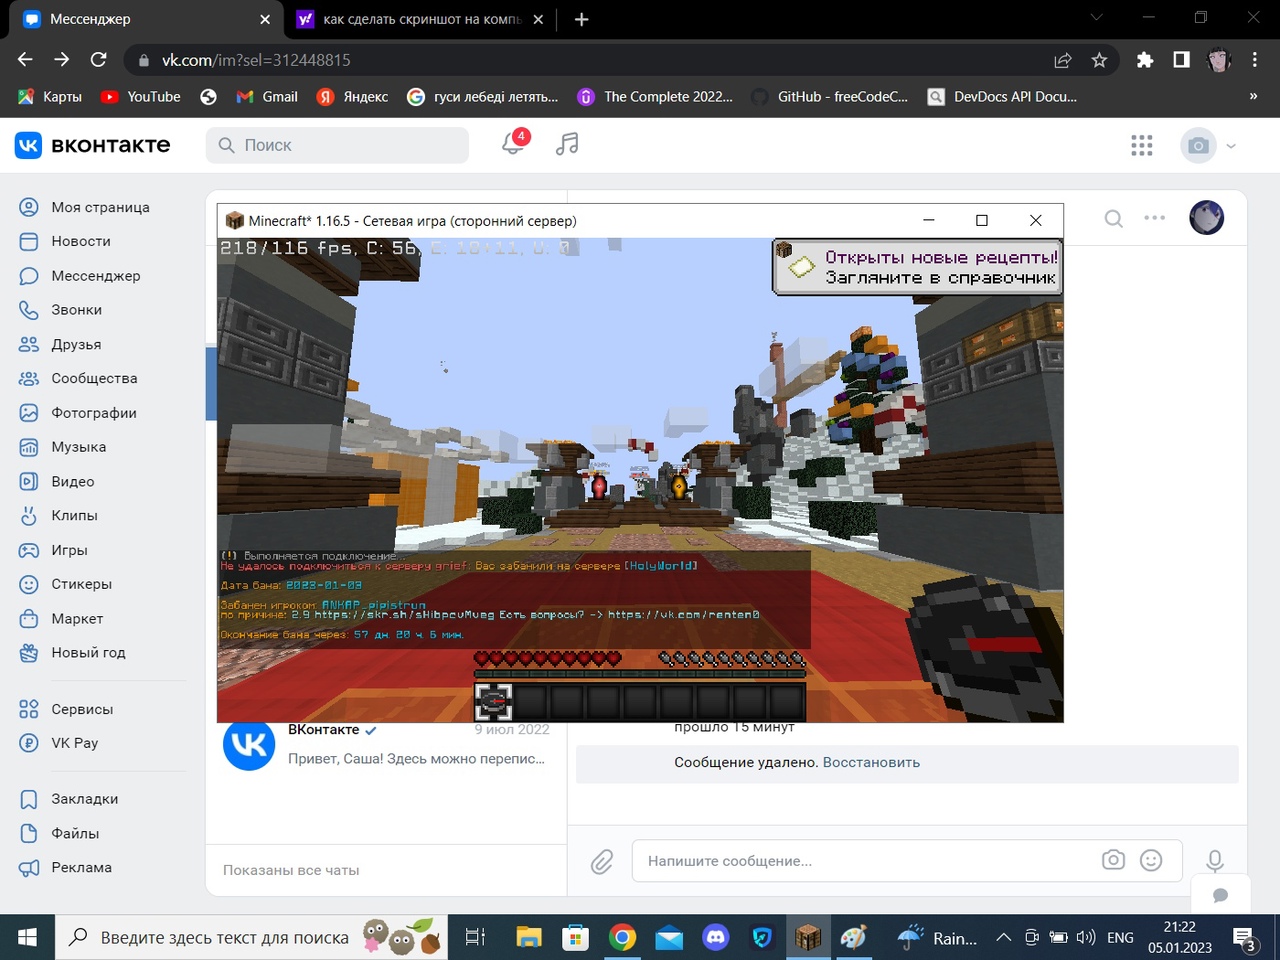 Мессенджер
как сделать скриншот на компь
vk.com/im?sel=312448815
Карты
YouTube
Gmail
Яндекс
гуси лебеді летять...
The Complete 2022...
GitHub - freeCodeC...
DevDocs API Docu...
»
вконтакте
Поиск
4
Моя страница
Новости
Мессенджер
Звонки
Друзья
Сообщества
Фотографии
Музыка
Видео
Клипы
Игры
Стикеры
Маркет
Новый год
Сервисы
VK Pay
Закладки
Файлы
Реклама
Minecraft* 1.16.5 - Сетевая игра (сторонний сервер)
218/116 fps, C: 56, E: 10+11, U: 0
Открыты новые рецепты!
Загляните в справочник
(!) Выполняется подключение...
Не удалось подключиться к серверу grief: Вас забанили на сервере [HolyWorld]
Дата бана: 2023-01-03
Забанен игроком: ANKAP_pipistrun
по причине: 2.9 Есть вопросы? -> https://vk.com/renten0
Окончание бана через: 57 дн. 20 ч. 6 мин.
ВКонтакте
9 июл 2022
Привет, Саша! Здесь можно перепис...
Показаны все чаты
прошло 15 минут
Сообщение удалено. Восстановить
Напишите сообщение...
Введите здесь текст для поиска
Rain...
ENG
21:22
05.01.2023
3